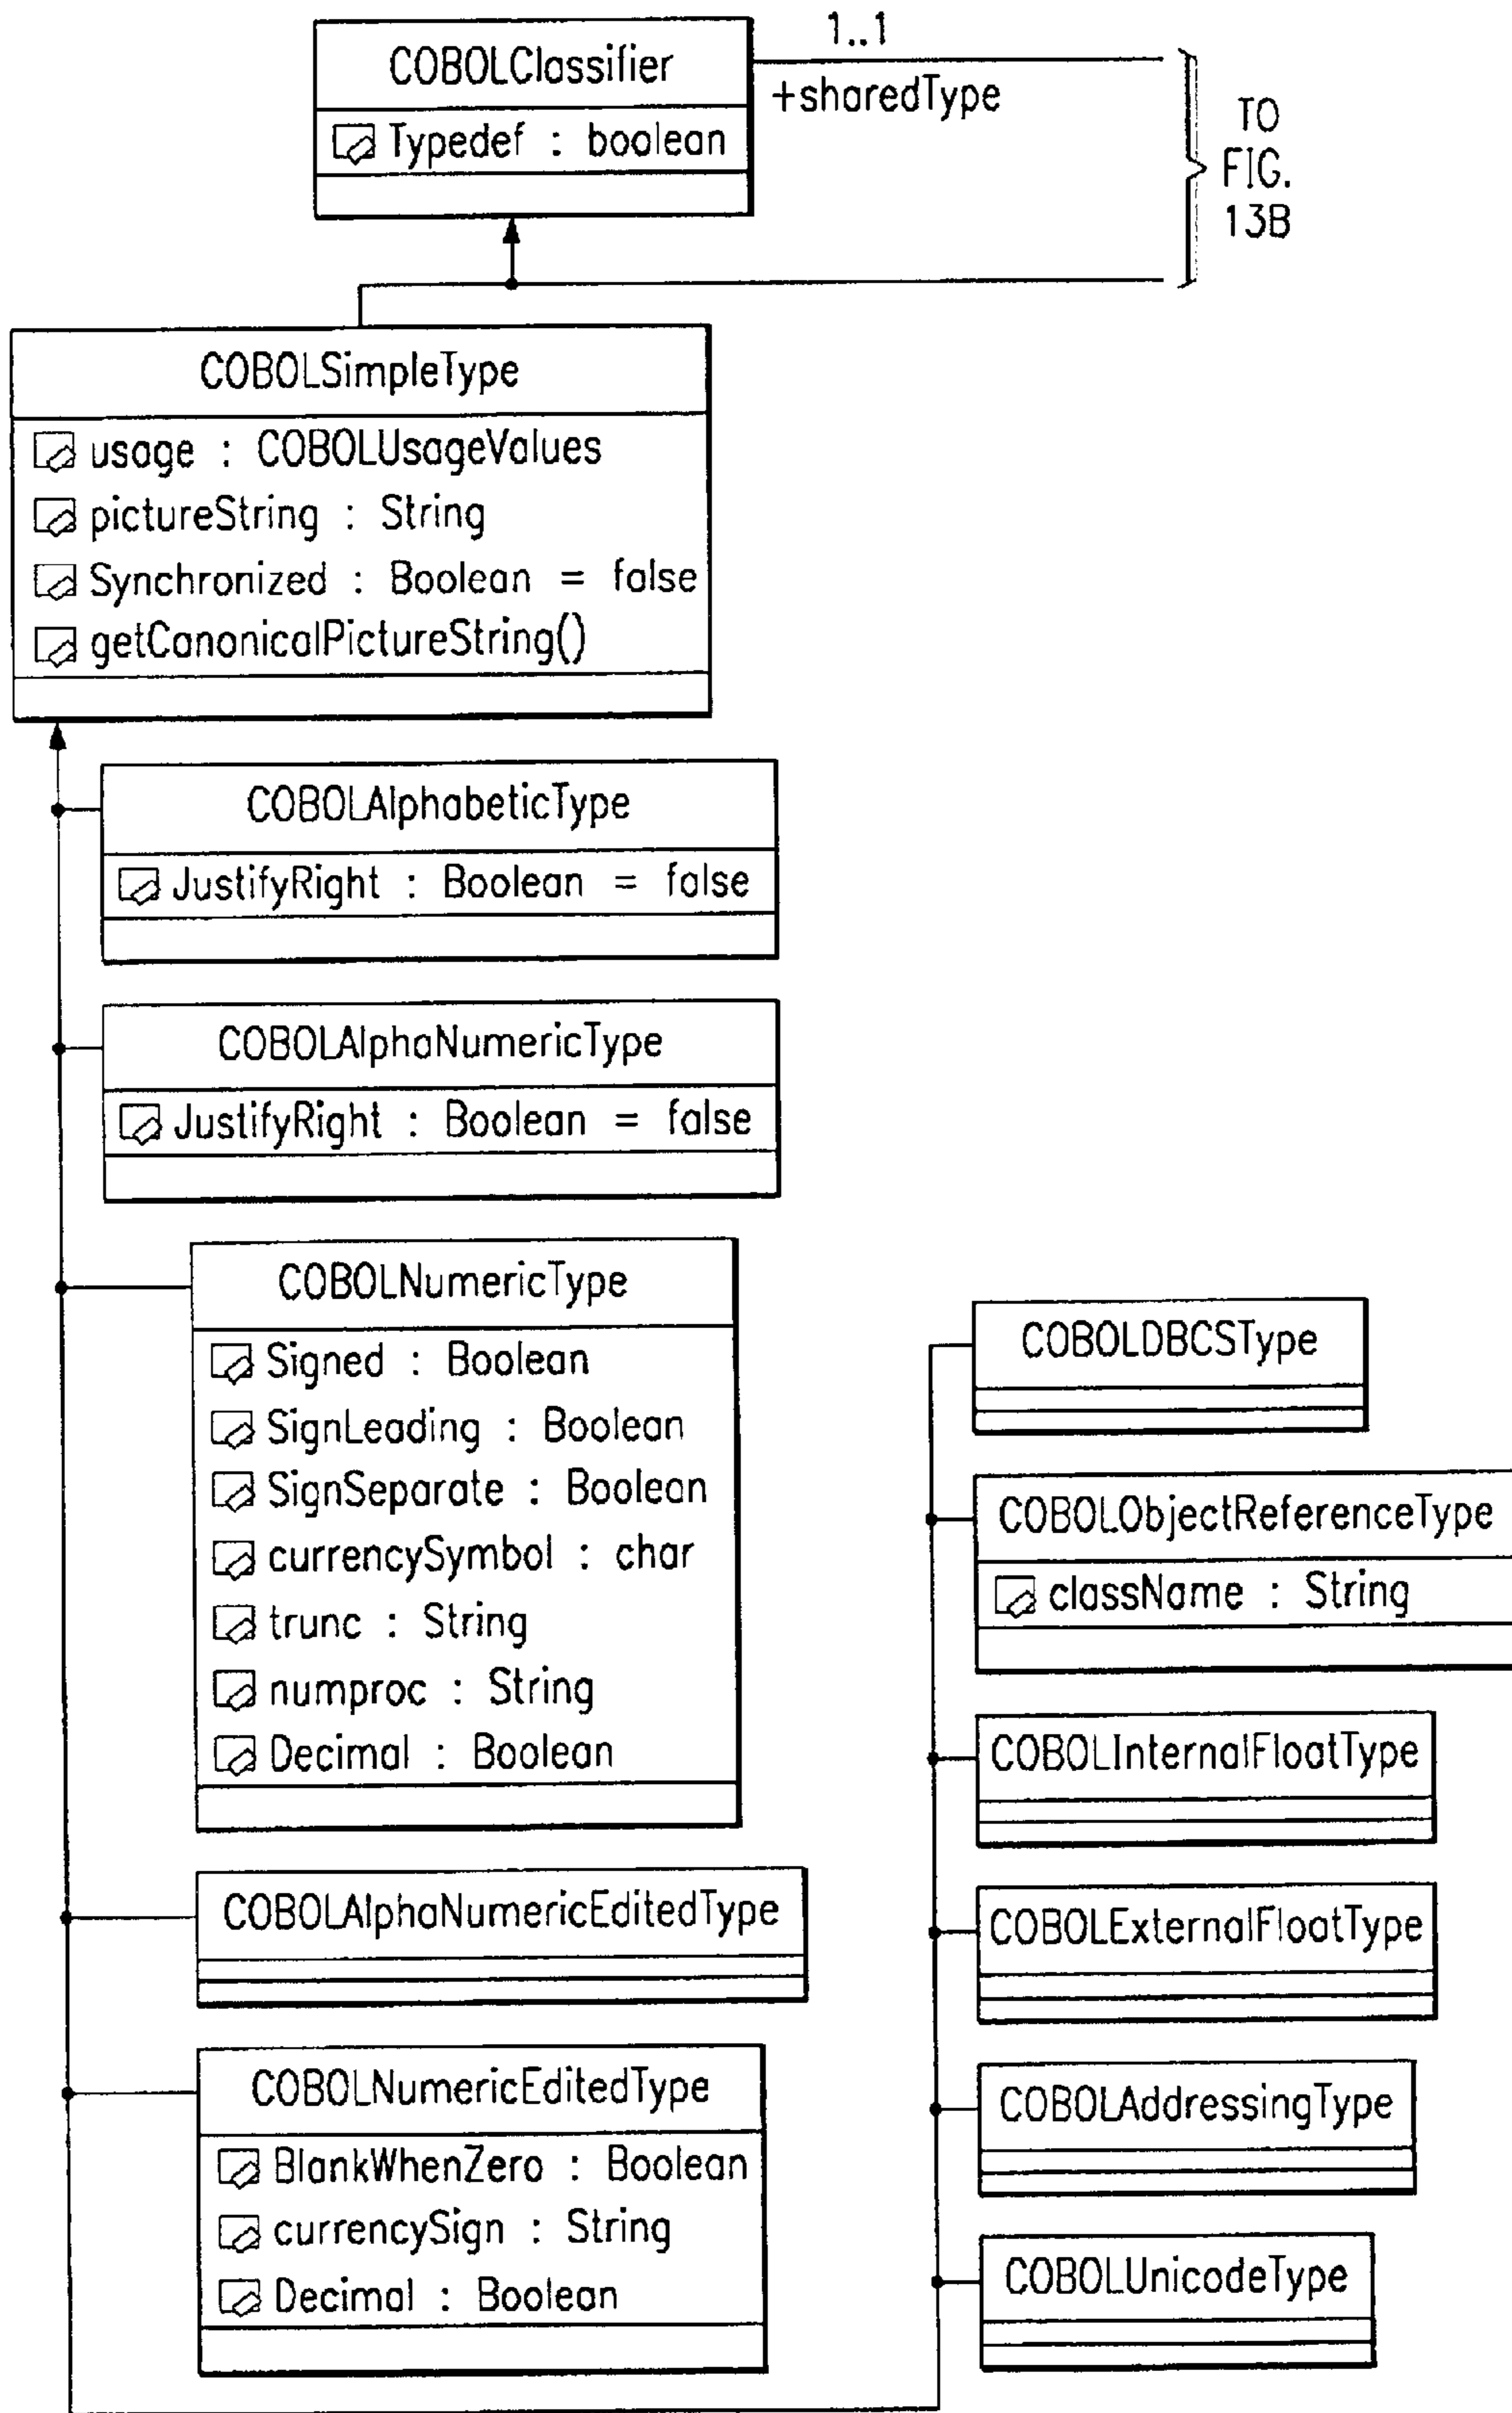 COBOLClassifier
Typedef : boolean
1..1
+sharedType
TO
FIG.
13B
COBOLSimpleType
usage : COBOLUsageValues
pictureString : String
Synchronized : Boolean = false
getCanonicalPictureString()
COBOLAlphabeticType
JustifyRight : Boolean = false
COBOLAlphaNumericType
JustifyRight : Boolean = false
COBOLNumericType
Signed : Boolean
SignLeading : Boolean
SignSeparate : Boolean
currencySymbol : char
trunc : String
numproc : String
Decimal : Boolean
COBOLAlphaNumericEditedType
COBOLNumericEditedType
BlankWhenZero : Boolean
currencySign : String
Decimal : Boolean
COBOLDBCSType
COBOLObjectReferenceType
className : String
COBOLInternalFloatType
COBOLExternalFloatType
COBOLAddressingType
COBOLUnicodeType